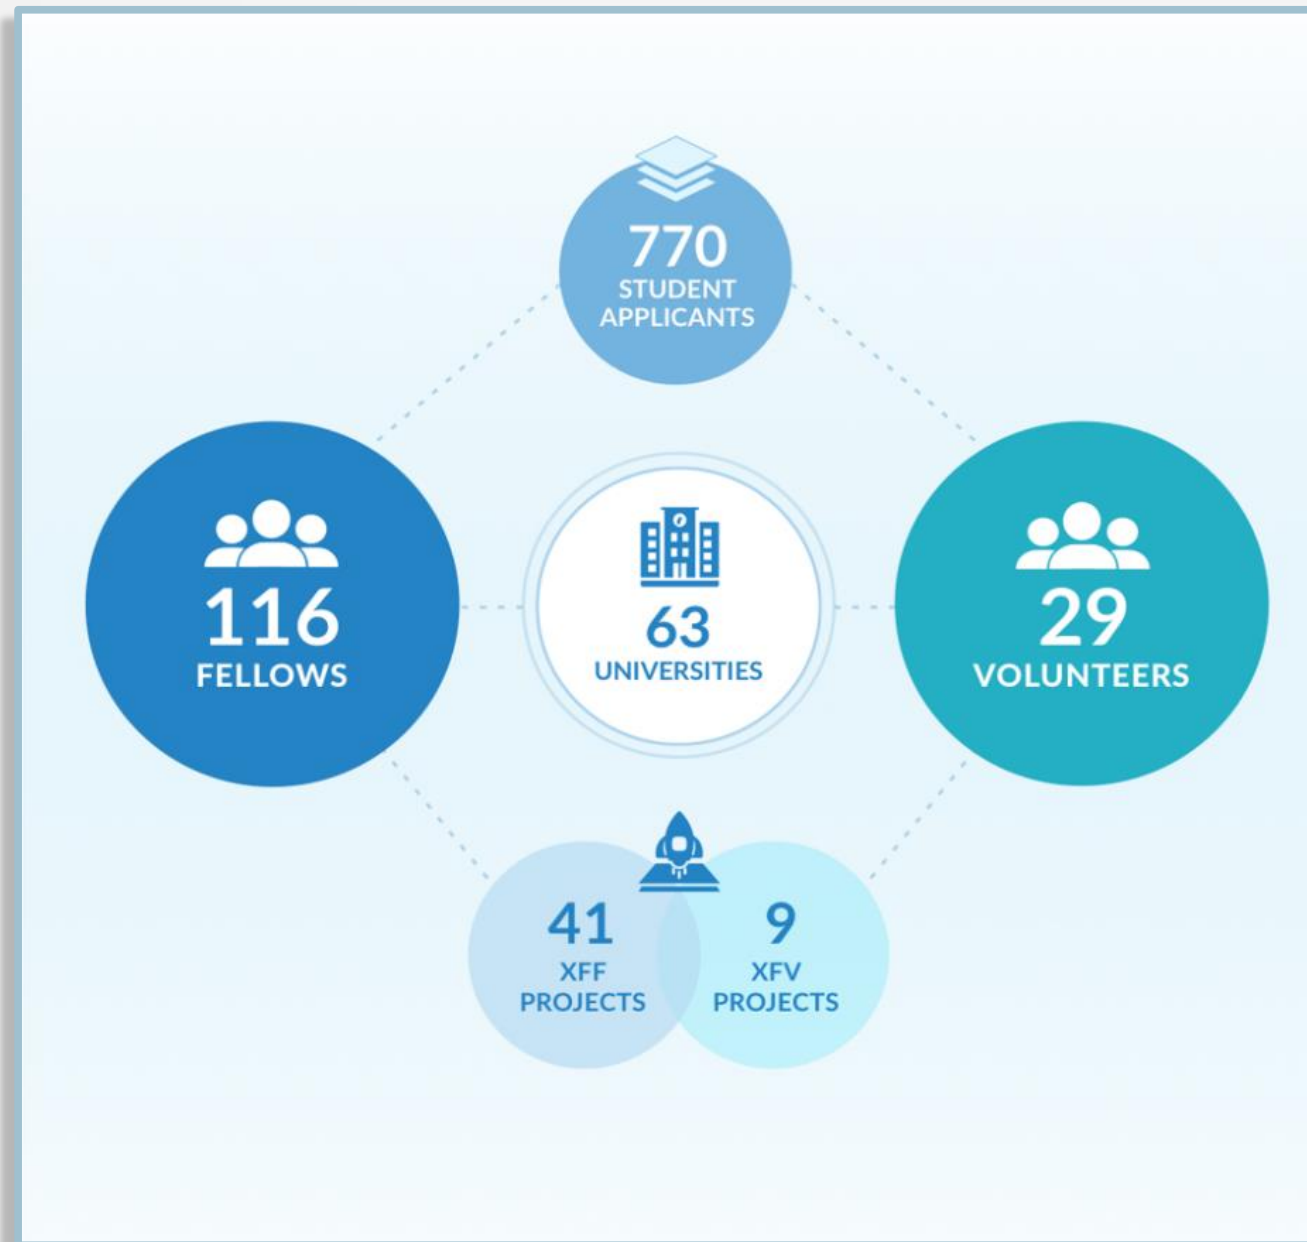 770
STUDENT
APPLICANTS
116
FELLOWS
63
UNIVERSITIES
29
VOLUNTEERS
41
XFF
PROJECTS
9
XFV
PROJECTS